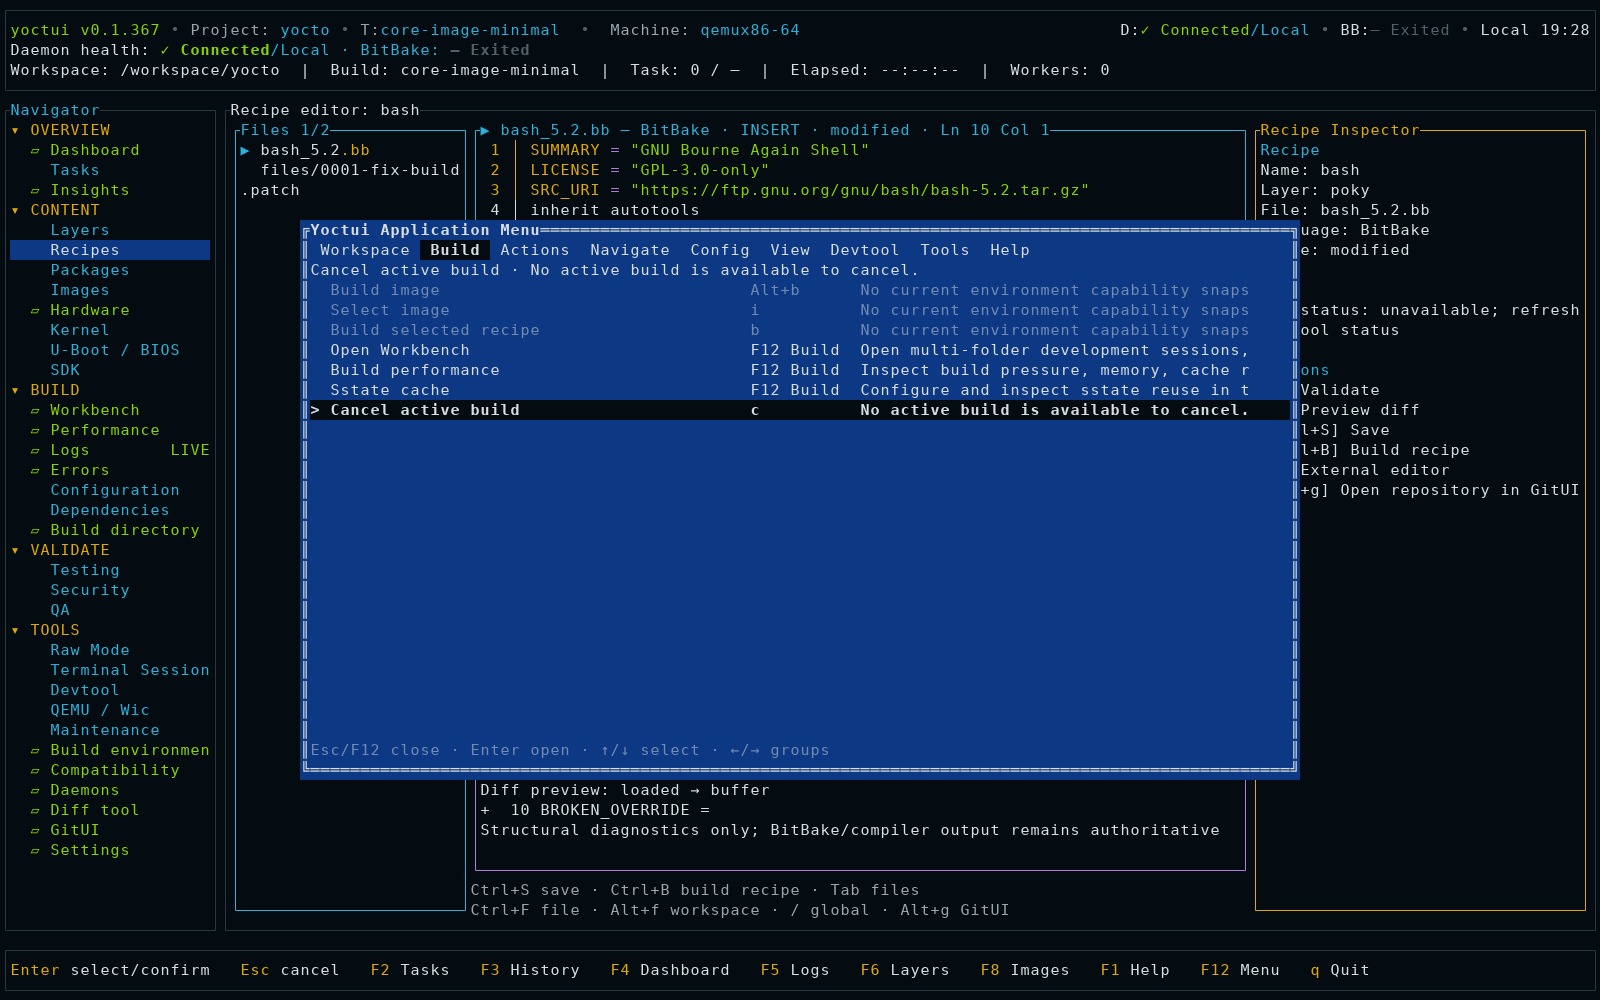 yoctui v0.1.367 • Project: yocto • T:core-image-minimal  •  Machine: qemux86-64    D:✓ Connected/Local • BB:— Exited • Local 19:28
Daemon health: ✓ Connected/Local · BitBake: — Exited
Workspace: /workspace/yocto  |  Build: core-image-minimal  |  Task: 0 / —  |  Elapsed: --:--:--  |  Workers: 0
Navigator
▾ OVERVIEW
▱ Dashboard
Tasks
▱ Insights
▾ CONTENT
Layers
Recipes
Packages
Images
▱ Hardware
Kernel
U-Boot / BIOS
SDK
▾ BUILD
▱ Workbench
▱ Performance
▱ Logs LIVE
▱ Errors
Configuration
Dependencies
▱ Build directory
▾ VALIDATE
Testing
Security
QA
▾ TOOLS
Raw Mode
Terminal Session
Devtool
QEMU / Wic
Maintenance
▱ Build environmen
▱ Compatibility
▱ Daemons
▱ Diff tool
▱ GitUI
▱ Settings
Recipe editor: bash
Files 1/2
▶ bash_5.2.bb
files/0001-fix-build
.patch
▶ bash_5.2.bb — BitBake · INSERT · modified · Ln 10 Col 1
1 SUMMARY = "GNU Bourne Again Shell"
2 LICENSE = "GPL-3.0-only"
3 SRC_URI = "https://ftp.gnu.org/gnu/bash/bash-5.2.tar.gz"
4 inherit autotools
Yoctui Application Menu
Workspace  Build  Actions  Navigate  Config  View  Devtool  Tools  Help
Cancel active build · No active build is available to cancel.
Build image  Alt+b  No current environment capability snaps
Select image  i  No current environment capability snaps
Build selected recipe  b  No current environment capability snaps
Open Workbench  F12 Build  Open multi-folder development sessions,
Build performance  F12 Build  Inspect build pressure, memory, cache r
Sstate cache  F12 Build  Configure and inspect sstate reuse in t
> Cancel active build  c  No active build is available to cancel.
Esc/F12 close · Enter open · ↑/↓ select · ←/→ groups
Diff preview: loaded → buffer
+  10 BROKEN_OVERRIDE =
Structural diagnostics only; BitBake/compiler output remains authoritative
Ctrl+S save · Ctrl+B build recipe · Tab files
Ctrl+F file · Alt+f workspace · / global · Alt+g GitUI
Recipe Inspector
Recipe
Name: bash
Layer: poky
File: bash_5.2.bb
uage: BitBake
e: modified
status: unavailable; refresh
ool status
ons
Validate
Preview diff
l+S] Save
l+B] Build recipe
External editor
+g] Open repository in GitUI
Enter select/confirm   Esc cancel   F2 Tasks   F3 History   F4 Dashboard   F5 Logs   F6 Layers   F8 Images   F1 Help   F12 Menu   q Quit